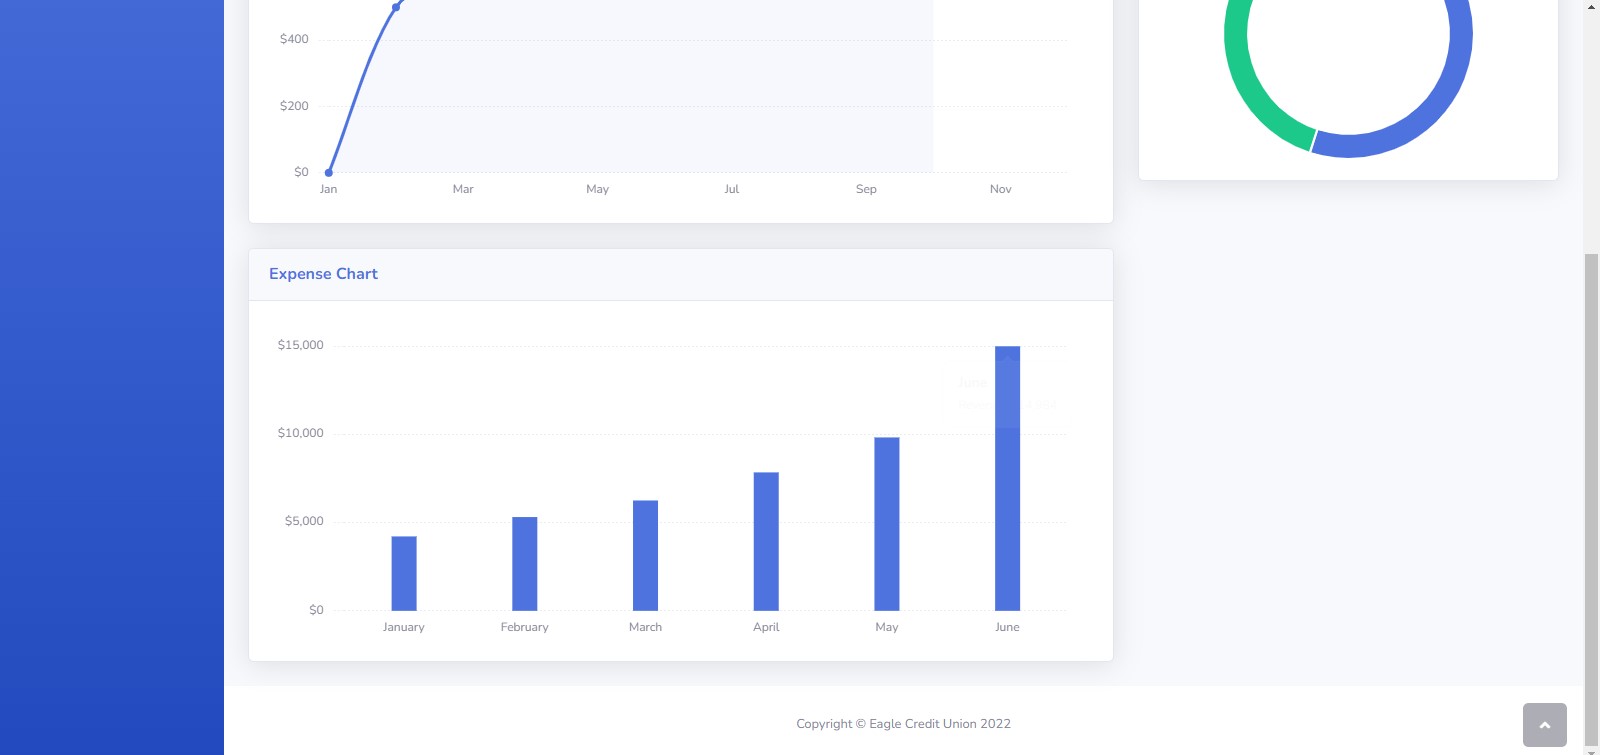 $400
$200
$0
Jan Mar May Jul Sep Nov
Expense Chart
$15,000
$10,000
$5,000
$0
June
January February March April May June
Copyright © Eagle Credit Union 2022